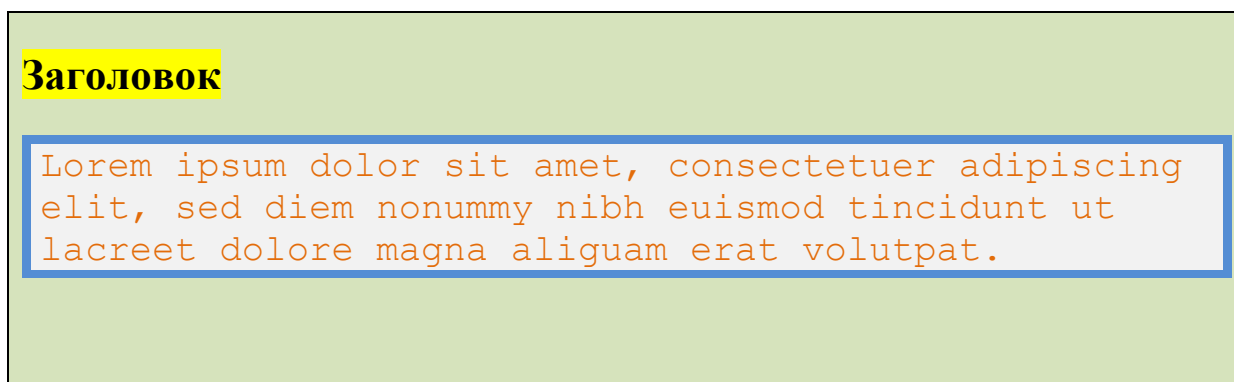 Заголовок
Lorem ipsum dolor sit amet, consectetuer adipiscing
elit, sed diem nonummy nibh euismod tincidunt ut
lacreet dolore magna aliguam erat volutpat.